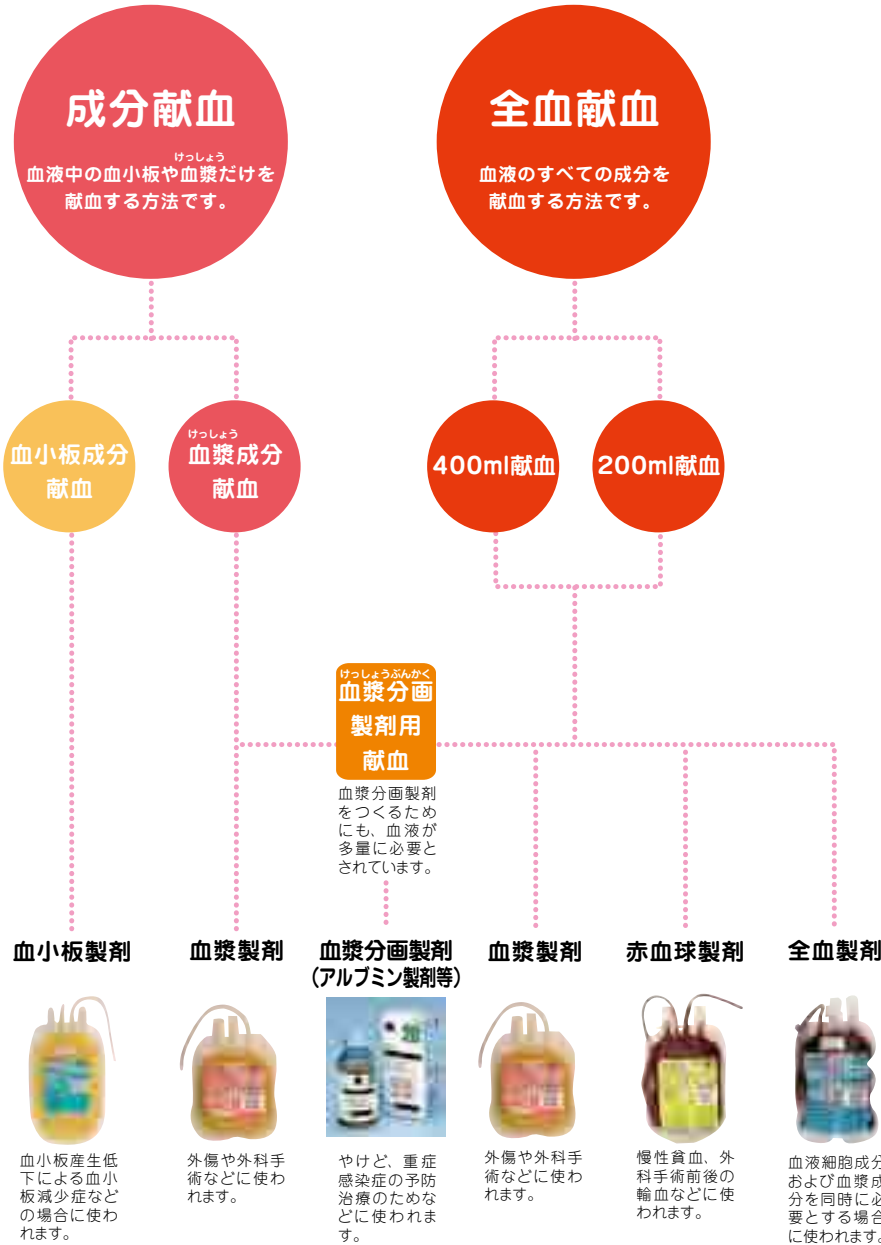 成分献血
けっしょう
血液中の血小板や血漿だけを
献血する方法です。
全血献血
血液のすべての成分を
献血する方法です。
血小板成分
献血
けっしょう
血漿成分
献血
400ml献血
200ml献血
けっしょうぶんかく
血漿分画
製剤用
献血
血漿分画製剤
をつくるため
にも、血液が
多量に必要と
されています。
血小板製剤
血漿製剤
血漿分画製剤
(アルブミン製剤等)
血漿製剤
赤血球製剤
全血製剤
血小板産生低
下による血小
板減少症など
の場合に使わ
れます。
外傷や外科手
術などに使わ
れます。
やけど、重症
感染症の予防
治療のためな
どに使われま
す。
外傷や外科手
術などに使わ
れます。
慢性貧血、外
科手術前後の
輸血などに使
われます。
血液細胞成分
および血漿成
分を同時に必
要とする場合
に使われます。